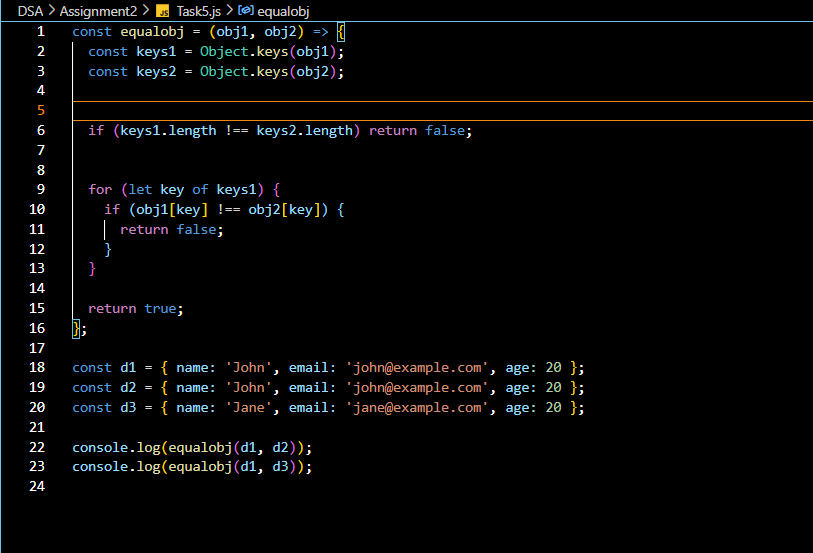 DSA > Assignment2 > JS Task5.js > equalobj
1 const equalobj = (obj1, obj2) => {
2 const keys1 = Object.keys(obj1);
3 const keys2 = Object.keys(obj2);
4
5
6 if (keys1.length !== keys2.length) return false;
7
8
9 for (let key of keys1) {
10 if (obj1[key] !== obj2[key]) {
11 return false;
12 }
13 }
14
15 return true;
16 };
17
18 const d1 = { name: 'John', email: 'john@example.com', age: 20 };
19 const d2 = { name: 'John', email: 'john@example.com', age: 20 };
20 const d3 = { name: 'Jane', email: 'jane@example.com', age: 20 };
21
22 console.log(equalobj(d1, d2));
23 console.log(equalobj(d1, d3));
24